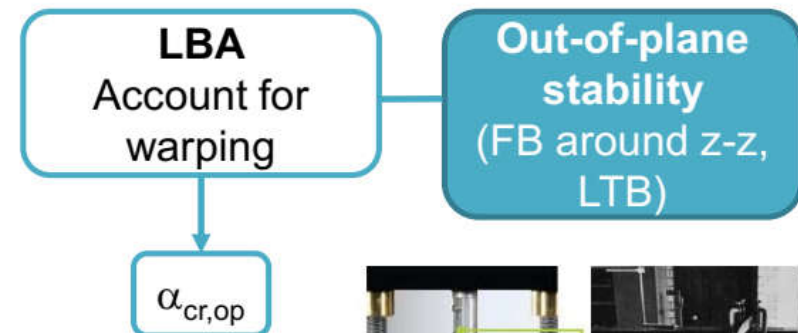 LBA
Account for
warping
Out-of-plane
stability
(FB around z-z,
LTB)
αcr,op